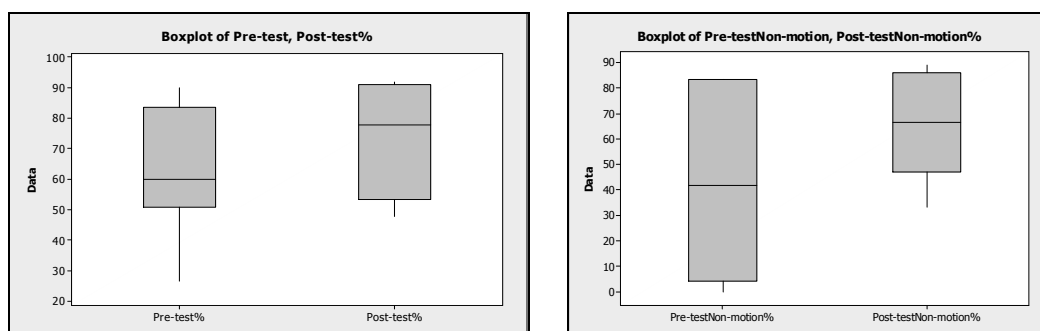 Boxplot of Pre-test, Post-test%
100
90
80
70
60
50
40
30
20
Data
Pre-test%
Post-test%
Boxplot of Pre-testNon-motion, Post-testNon-motion%
90
80
70
60
50
40
30
20
10
0
Data
Pre-testNon-motion%
Post-testNon-motion%